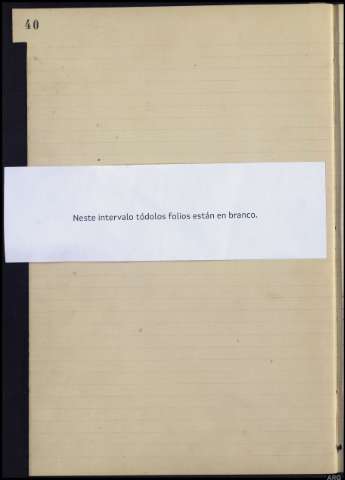 40
Neste intervalo tódolos folios están en branco.
ARG